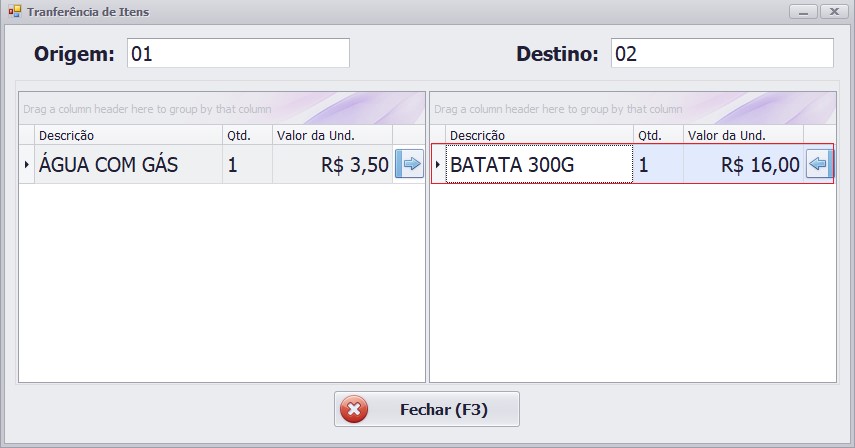 Tranferência de Itens
Origem: 01 Destino: 02
Drag a column header here to group by that column Drag a column header here to group by that column
Descrição Qtd. Valor da Und. Descrição Qtd. Valor da Und.
ÁGUA COM GÁS 1 R$ 3,50 BATATA 300G 1 R$ 16,00
Fechar (F3)